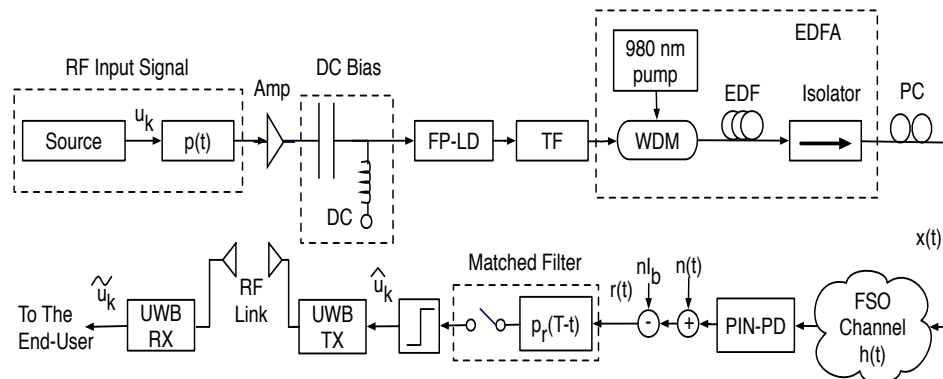 EDFA
980 nm
pump
RF Input Signal
DC Bias
Amp
EDF
Isolator
PC
u_k
Source
p(t)
FP-LD
TF
WDM
DC
x(t)
Matched Filter
nI_b
n(t)
r(t)
ũ_k
û_k
RF
Link
FSO
Channel
h(t)
To The
End-User
UWB
RX
UWB
TX
p_r(T-t)
-
+
PIN-PD